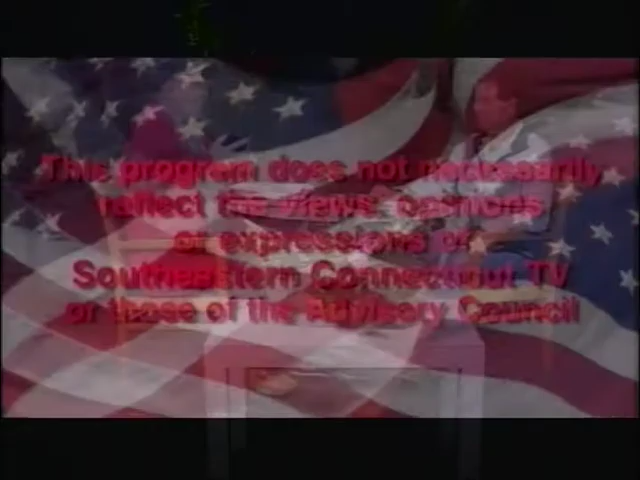 This program does not necessarily
reflect the views, opinions
or expressions of
Southeastern Connecticut TV
or those of the Advisory Council